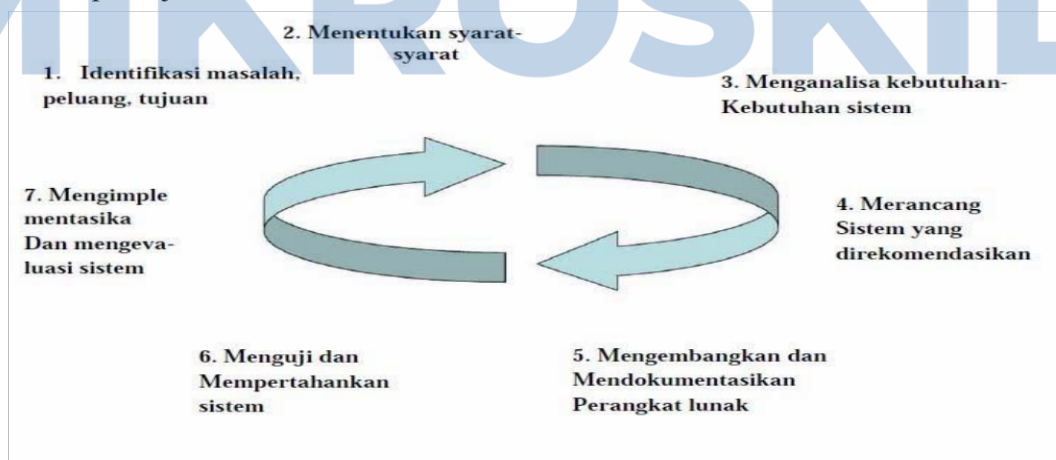 MIKROSKIL
2. Menentukan syarat-
syarat
1. Identifikasi masalah,
peluang, tujuan
3. Menganalisa kebutuhan-
Kebutuhan sistem
7. Mengimple
mentasika
Dan mengeva-
luasi sistem
4. Merancang
Sistem yang
direkomendasikan
6. Menguji dan
Mempertahankan
sistem
5. Mengembangkan dan
Mendokumentasikan
Perangkat lunak